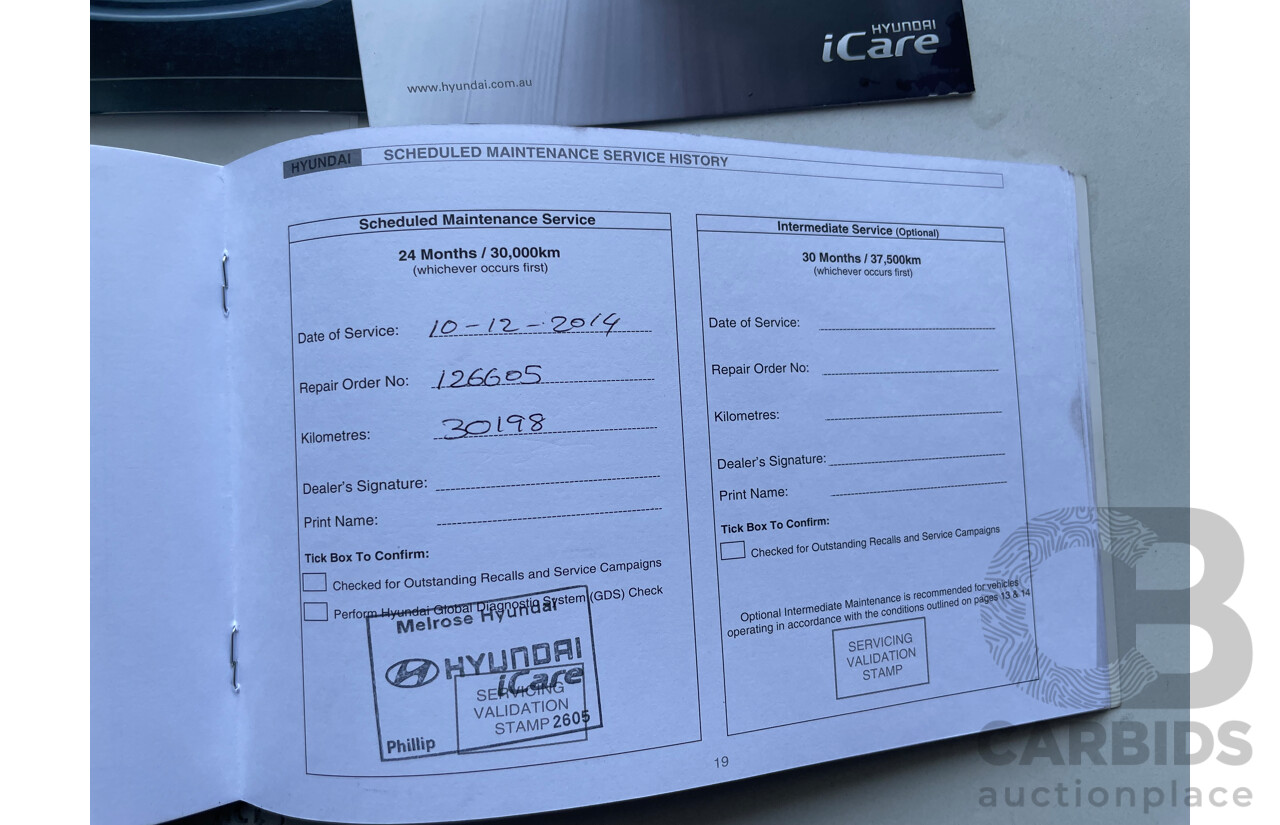 HYUNDAI
iCare
www.hyundai.com.au
HYUNDAI SCHEDULED MAINTENANCE SERVICE HISTORY
Scheduled Maintenance Service
24 Months / 30,000km
(whichever occurs first)
Date of Service: 10-12-2014
Repair Order No: 126605
Kilometres: 30198
Dealer's Signature:
Print Name:
Tick Box To Confirm:
Checked for Outstanding Recalls and Service Campaigns
Perform Hyundai Global Diagnostic System (GDS) Check
Melrose Hyundai
HYUNDAI
iCare
SERVICING
VALIDATION
STAMP 2605
Phillip
Intermediate Service (Optional)
30 Months / 37,500km
(whichever occurs first)
Date of Service:
Repair Order No:
Kilometres:
Dealer's Signature:
Print Name:
Tick Box To Confirm:
Checked for Outstanding Recalls and Service Campaigns
Optional Intermediate Maintenance is recommended for vehicles
operating in accordance with the conditions outlined on pages 13 & 14
SERVICING
VALIDATION
STAMP
19
CB
CARBIDS
auctionplace